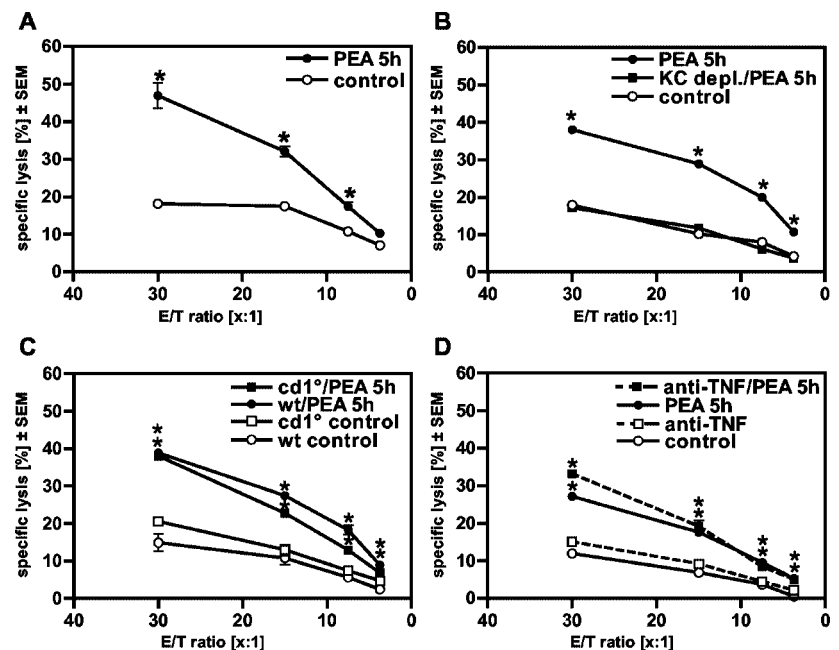 A
specific lysis [%] ± SEM
60
50
40
30
20
10
0
PEA 5h
control
*
*
*
40
30
20
10
0
E/T ratio [x:1]
B
specific lysis [%] ± SEM
60
50
40
30
20
10
0
PEA 5h
KC depl./PEA 5h
control
*
*
*
*
40
30
20
10
0
E/T ratio [x:1]
C
specific lysis [%] ± SEM
60
50
40
30
20
10
0
cd1°/PEA 5h
wt/PEA 5h
cd1° control
wt control
*
*
*
*
*
*
*
*
40
30
20
10
0
E/T ratio [x:1]
D
specific lysis [%] ± SEM
60
50
40
30
20
10
0
anti-TNF/PEA 5h
PEA 5h
anti-TNF
control
*
*
*
*
*
*
*
*
40
30
20
10
0
E/T ratio [x:1]